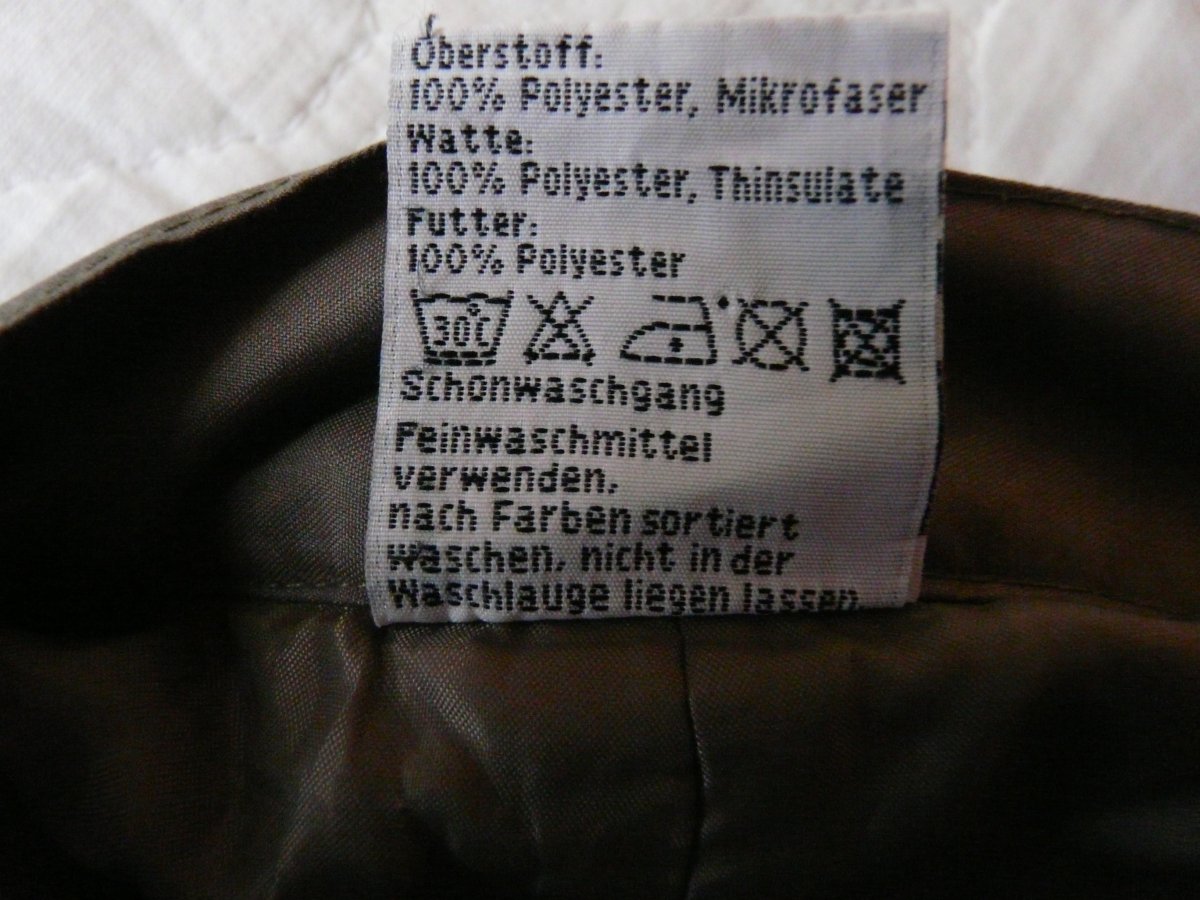 Oberstoff:
100% Polyester, Mikrofaser
Watte:
100% Polyester, Thinsulate
Futter:
100% Polyester
30°C
Schonwaschgang
Feinwaschmittel
verwenden.
nach Farben sortiert
waschen, nicht in der
Waschlauge liegen lassen.